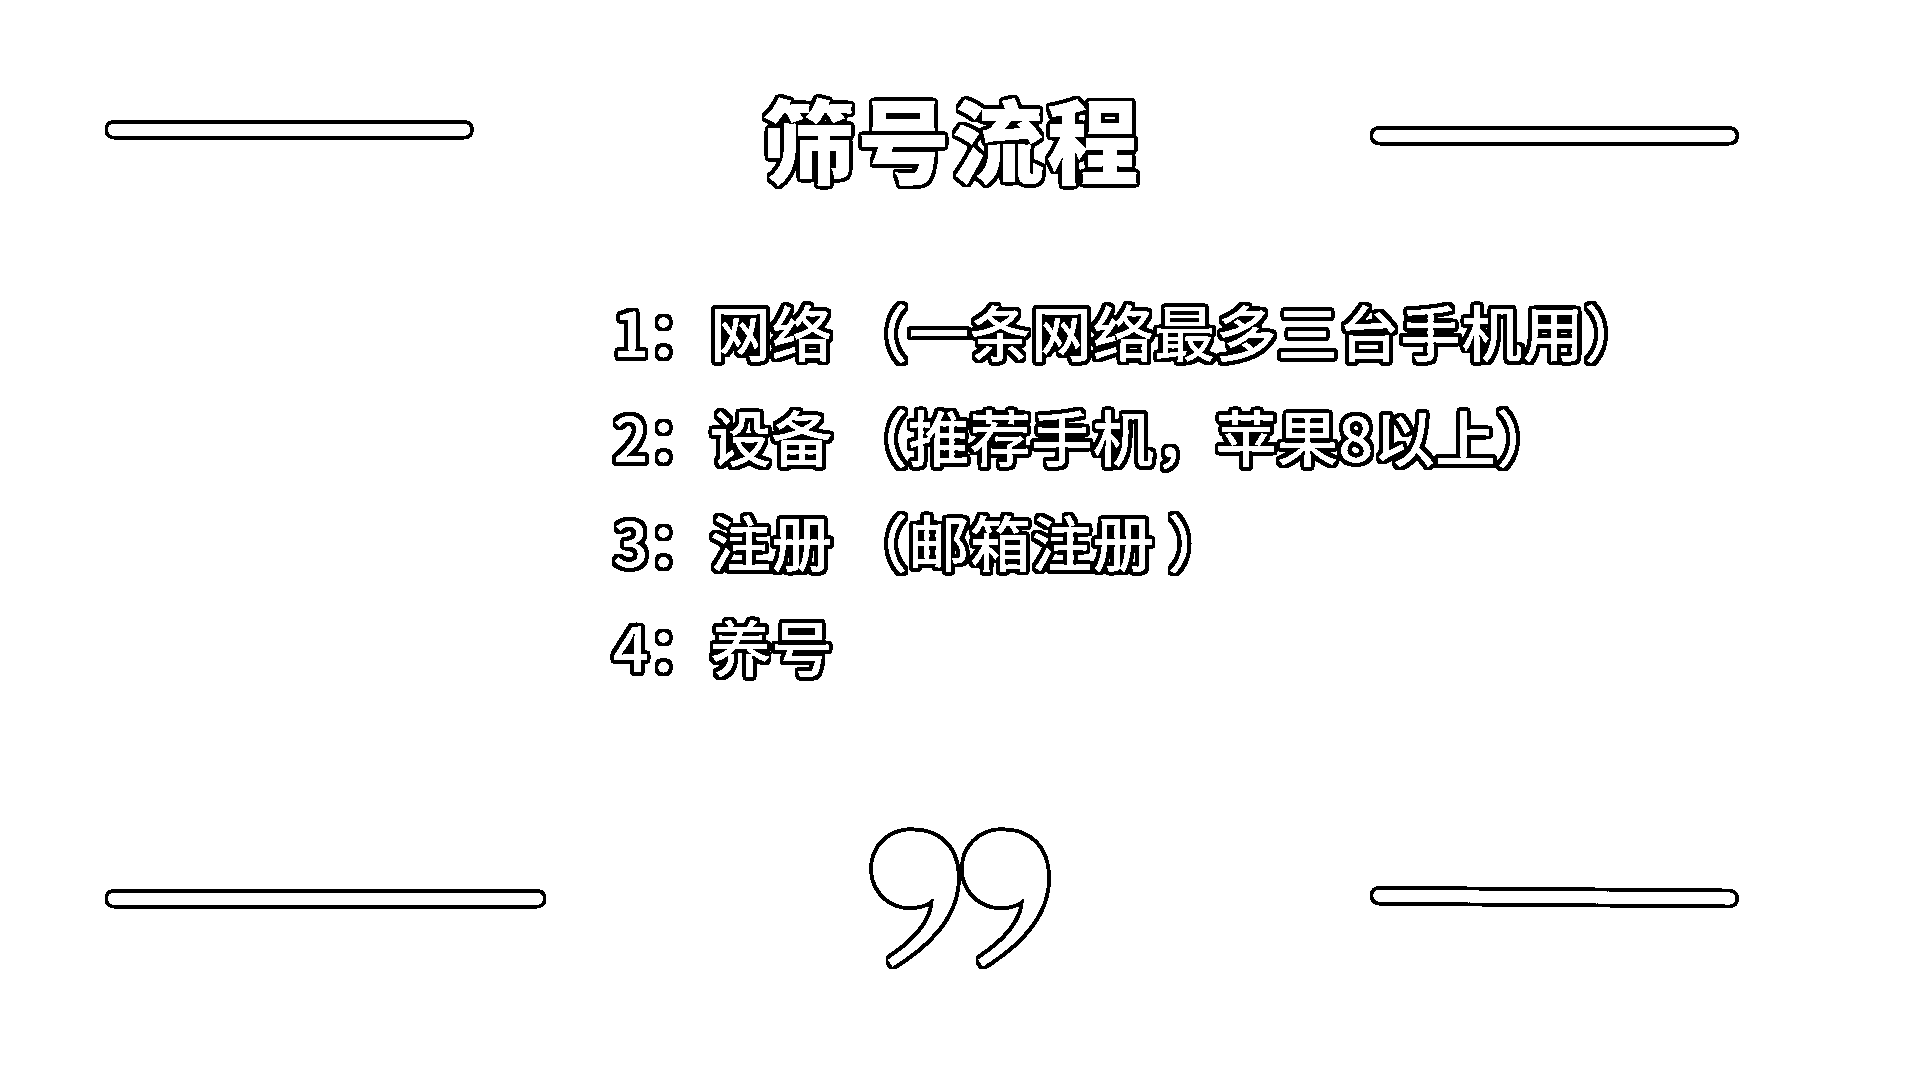 筛号流程
1：网络 （一条网络最多三台手机用）
2：设备 （推荐手机，苹果8以上）
3：注册 （邮箱注册 ）
4：养号
”